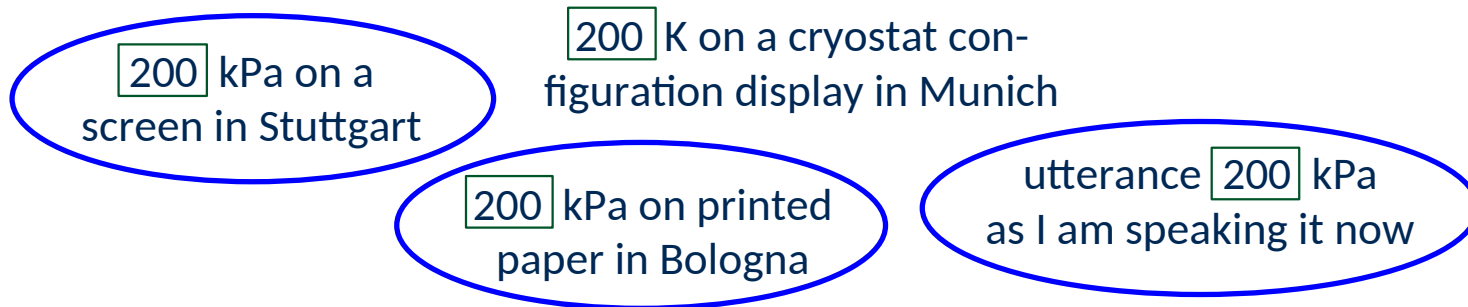 200 kPa on a
screen in Stuttgart
200 K on a cryostat con-
figuration display in Munich
200 kPa on printed
paper in Bologna
utterance 200 kPa
as I am speaking it now